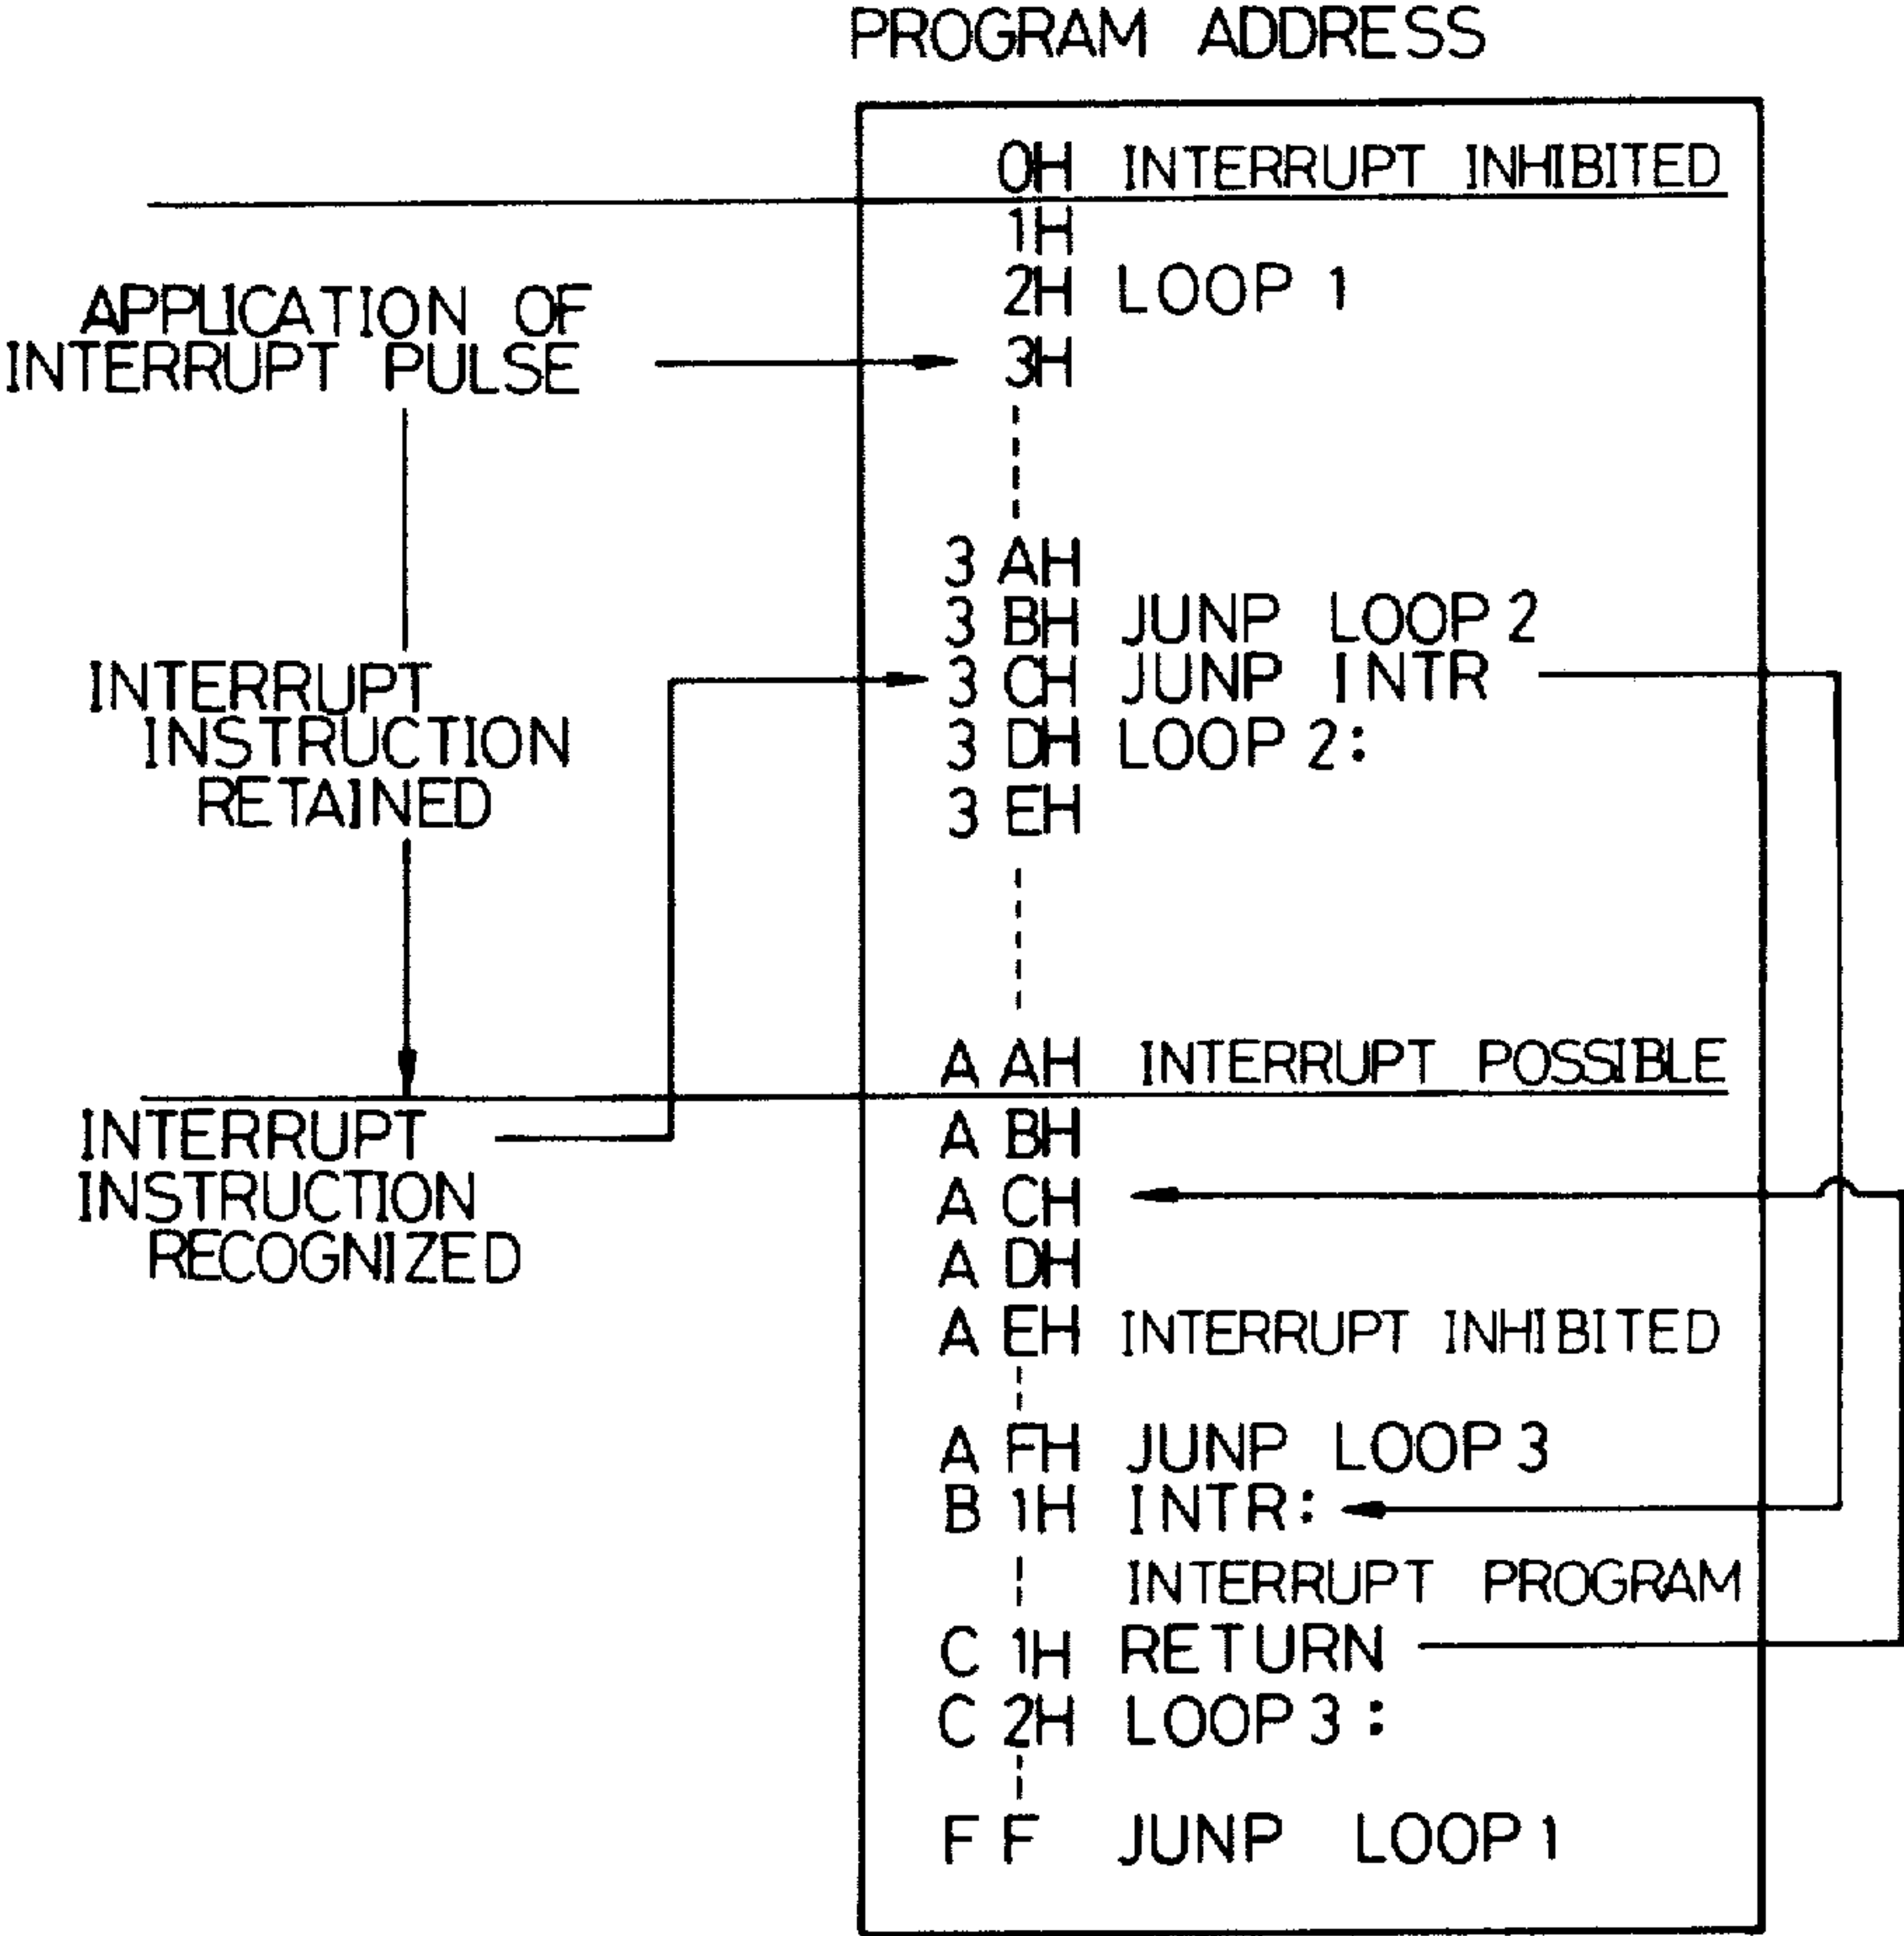 PROGRAM ADDRESS
0H INTERRUPT INHIBITED
1H
2H LOOP 1
APPLICATION OF
INTERRUPT PULSE
3H
3 AH
3 BH JUNP LOOP 2
INTERRUPT
INSTRUCTION
RETAINED
3 CH JUNP INTR
3 DH LOOP 2:
3 EH
A AH INTERRUPT POSSIBLE
INTERRUPT
INSTRUCTION
RECOGNIZED
A BH
A CH
A DH
A EH INTERRUPT INHIBITED
A FH JUNP LOOP 3
B 1H INTR:
INTERRUPT PROGRAM
C 1H RETURN
C 2H LOOP 3 :
F F JUNP LOOP 1